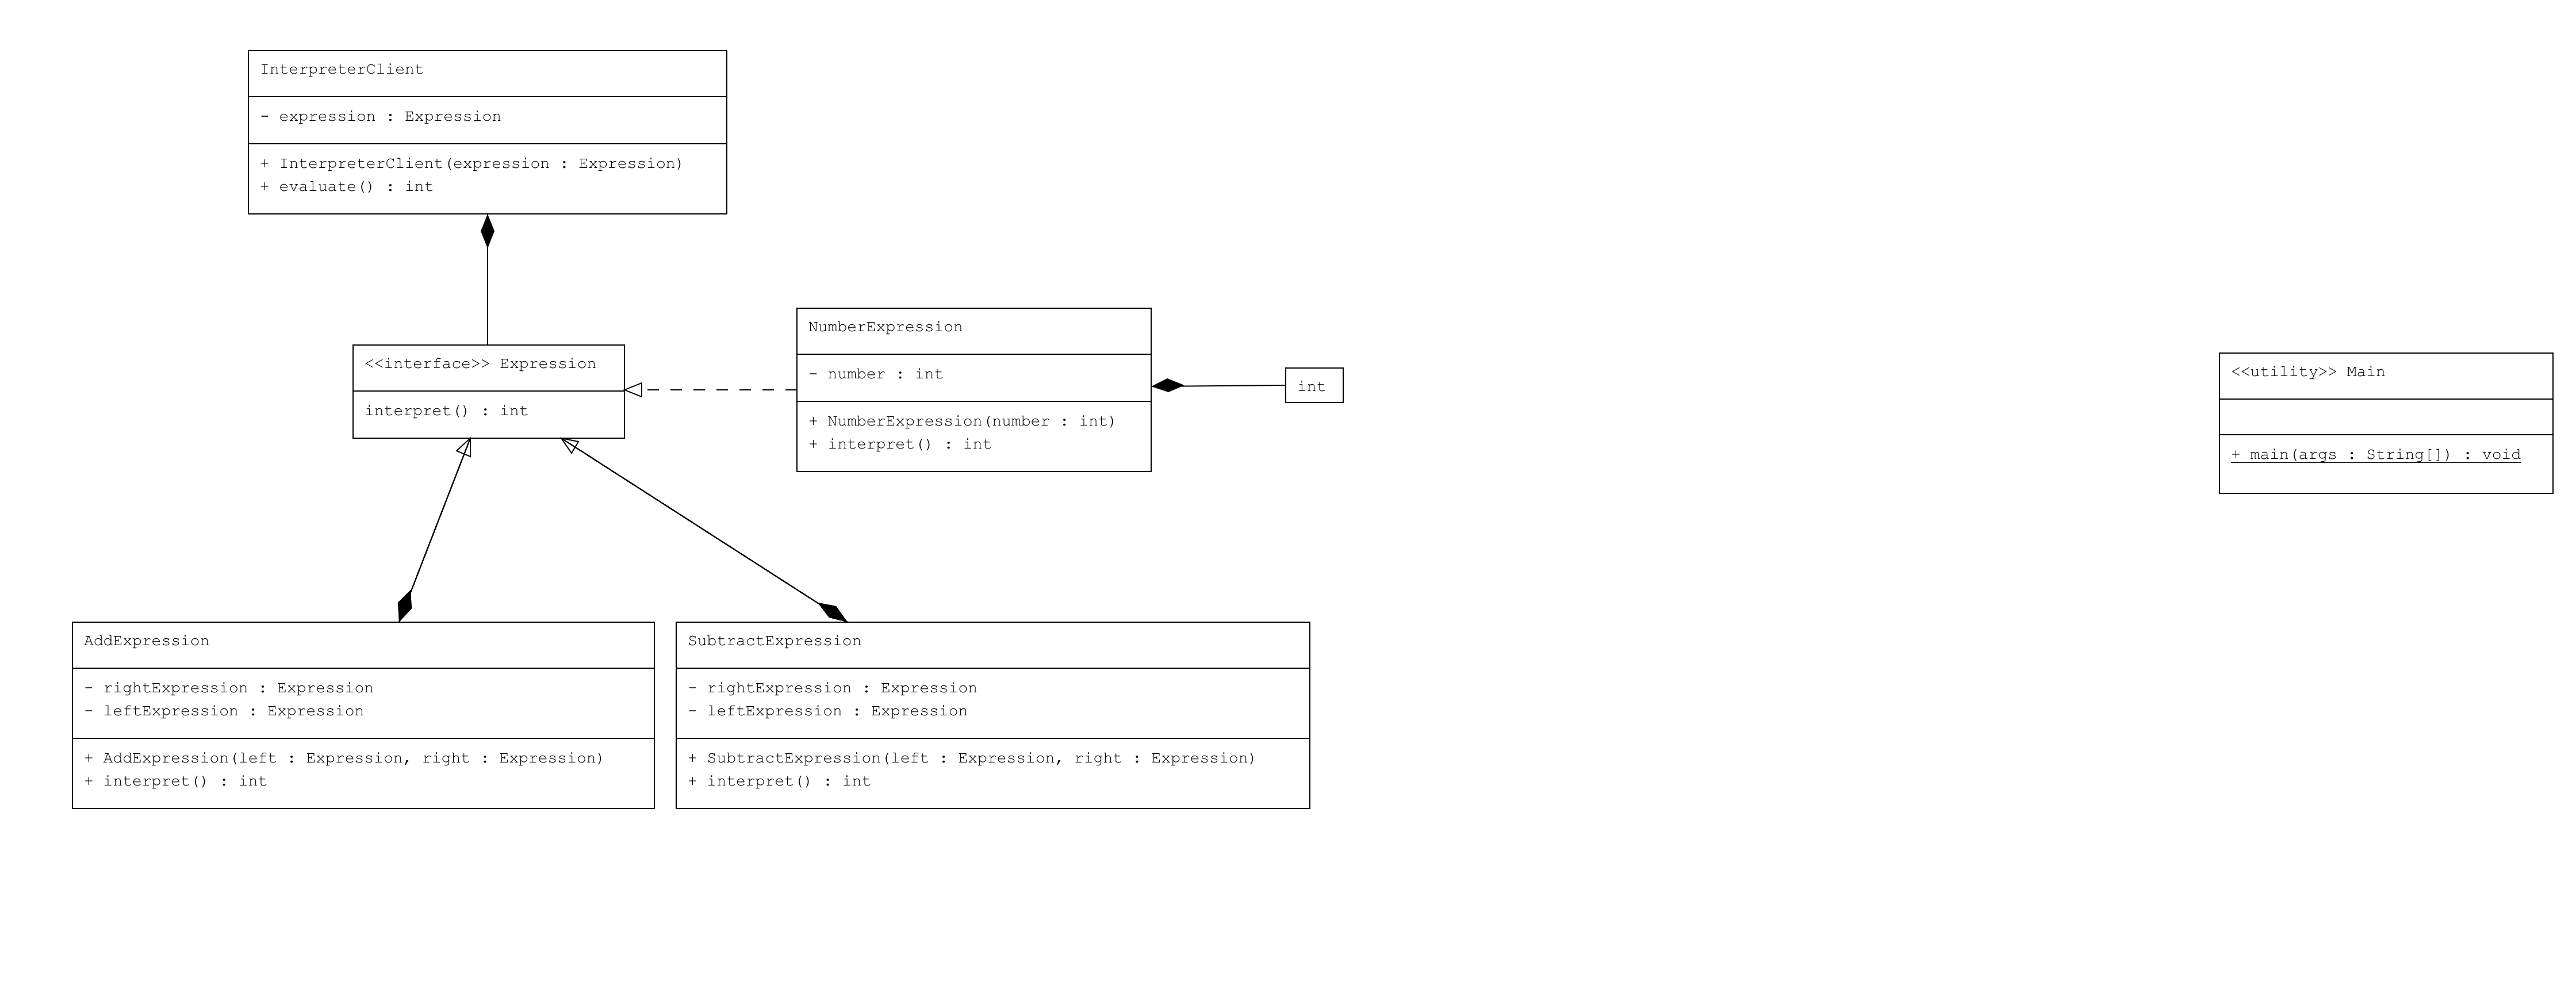 InterpreterClient
- expression : Expression
+ InterpreterClient(expression : Expression)
+ evaluate() : int
<<interface>> Expression
interpret() : int
NumberExpression
- number : int
+ NumberExpression(number : int)
+ interpret() : int
int
<<utility>> Main
+ main(args : String[]) : void
AddExpression
- rightExpression : Expression
- leftExpression : Expression
+ AddExpression(left : Expression, right : Expression)
+ interpret() : int
SubtractExpression
- rightExpression : Expression
- leftExpression : Expression
+ SubtractExpression(left : Expression, right : Expression)
+ interpret() : int